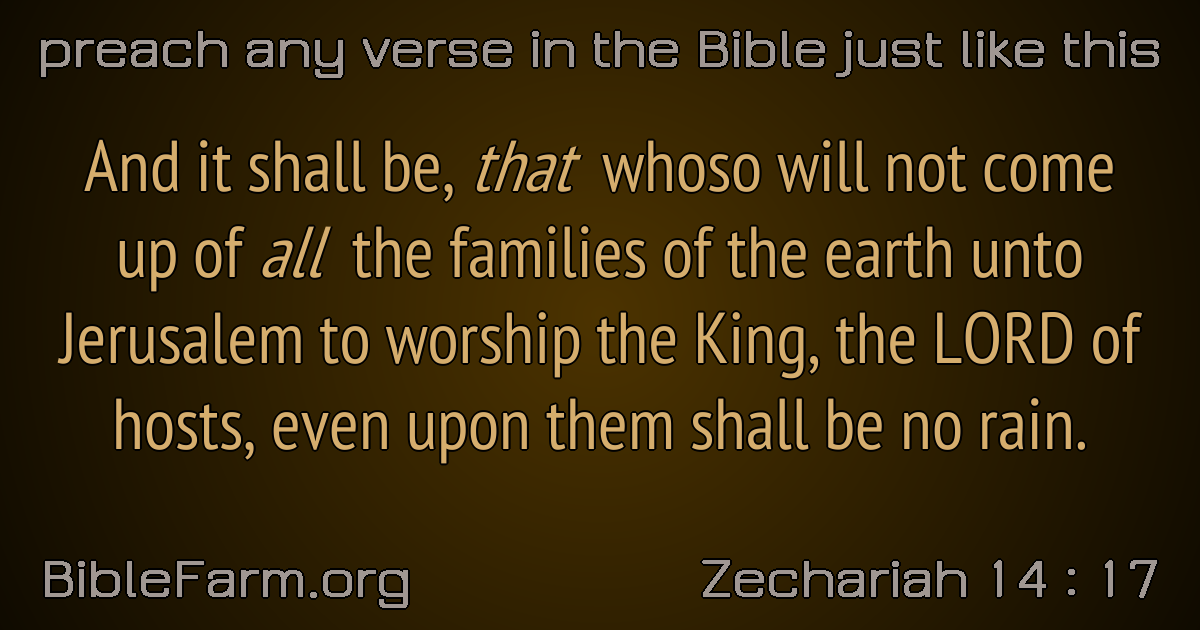 preach any verse in the Bible just like this
And it shall be, that whoso will not come
up of all the families of the earth unto
Jerusalem to worship the King, the LORD of
hosts, even upon them shall be no rain.
BibleFarm.org
Zechariah 14 : 17